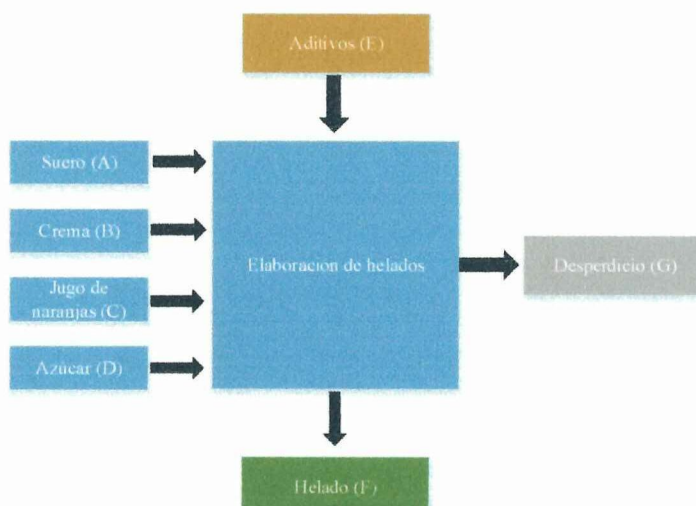 Aditivos (E)
Suero (A)
Crema (B)
Jugo de
naranjas (C)
Azúcar (D)
Elaboracion de helados
Desperdicio (G)
Helado (F)